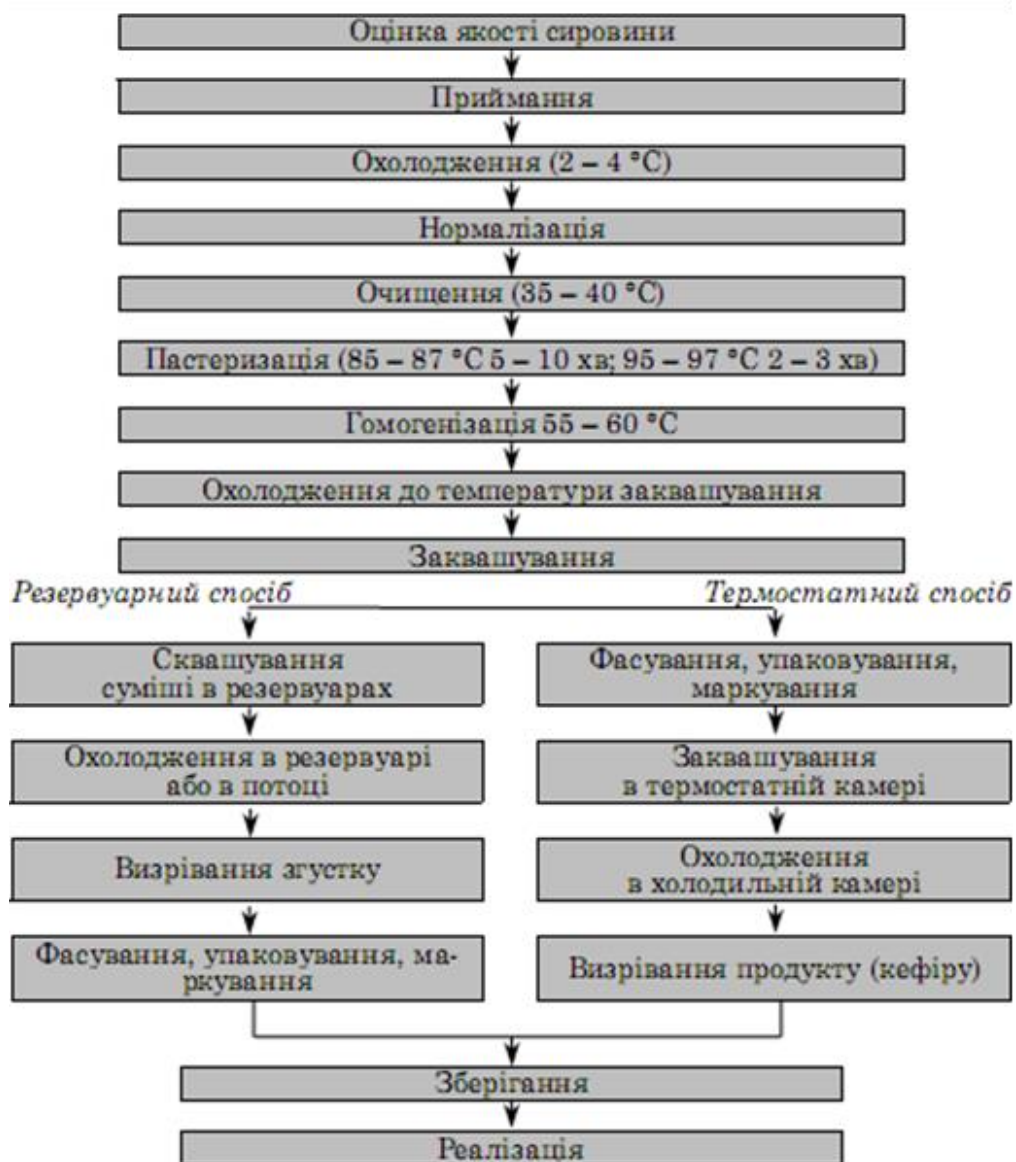 Оцінка якості сировини
Приймання
Охолодження (2 – 4 °С)
Нормалізація
Очищення (35 – 40 °С)
Пастеризація (85 – 87 °С 5 – 10 хв; 95 – 97 °С 2 – 3 хв)
Гомогенізація 55 – 60 °С
Охолодження до температури заквашування
Заквашування
Резервуарний спосіб
Термостатний спосіб
Сквашування
суміші в резервуарах
Фасування, упаковування,
маркування
Охолодження в резервуарі
або в потоці
Заквашування
в термостатній камері
Визрівання згустку
Охолодження
в холодильній камері
Фасування, упаковування, ма-
ркування
Визрівання продукту (кефіру)
Зберігання
Реалізація